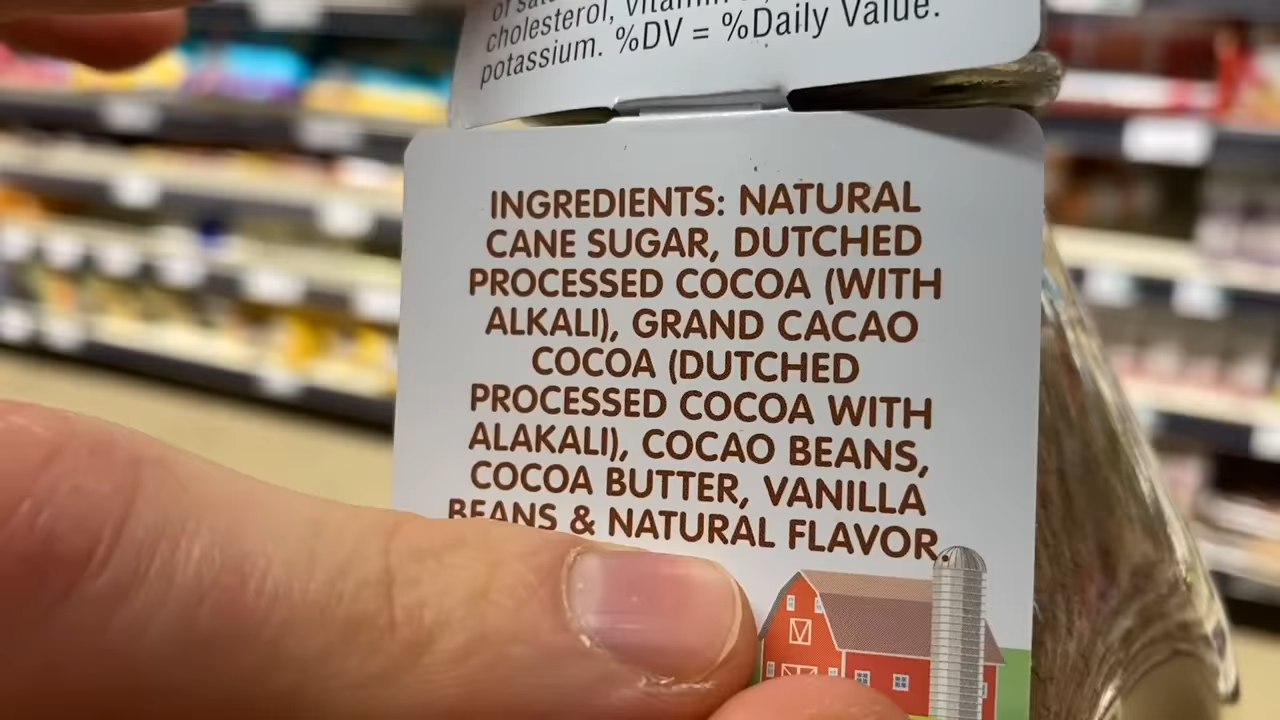 cholesterol,
potassium. %DV = %Daily Value.
INGREDIENTS: NATURAL
CANE SUGAR, DUTCHED
PROCESSED COCOA (WITH
ALKALI), GRAND CACAO
COCOA (DUTCHED
PROCESSED COCOA WITH
ALAKALI), COCAO BEANS,
COCOA BUTTER, VANILLA
BEANS & NATURAL FLAVOR